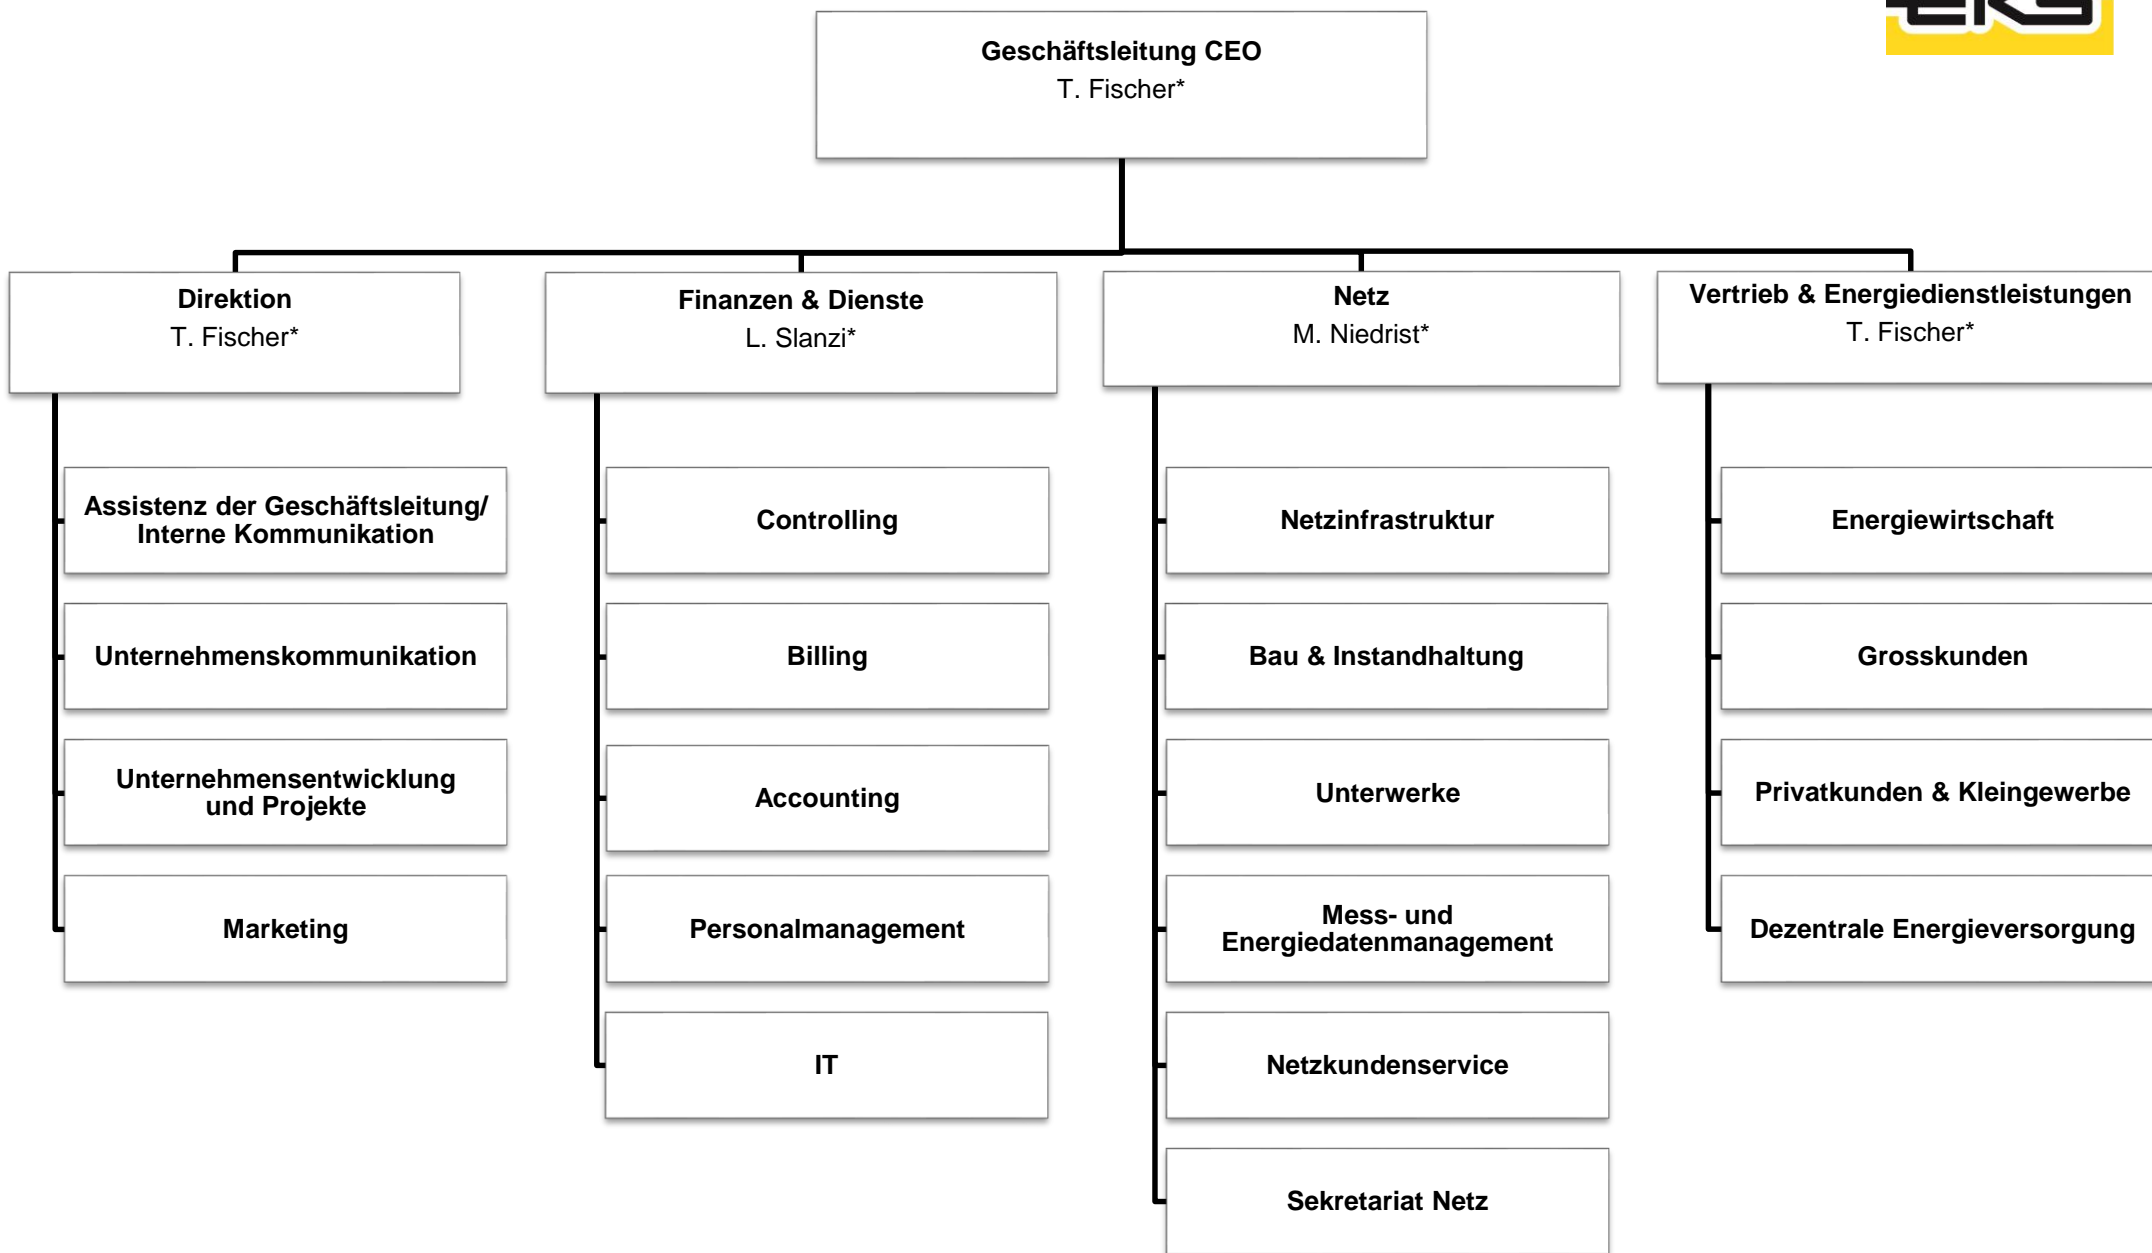 EKS
Geschäftsleitung CEO
T. Fischer*
Direktion
T. Fischer*
Finanzen & Dienste
L. Slanzi*
Netz
M. Niedrist*
Vertrieb & Energiedienstleistungen
T. Fischer*
Assistenz der Geschäftsleitung/
Interne Kommunikation
Unternehmenskommunikation
Unternehmensentwicklung
und Projekte
Marketing
Controlling
Billing
Accounting
Personalmanagement
IT
Netzinfrastruktur
Bau & Instandhaltung
Unterwerke
Mess- und
Energiedatenmanagement
Netzkundenservice
Sekretariat Netz
Energiewirtschaft
Grosskunden
Privatkunden & Kleingewerbe
Dezentrale Energieversorgung